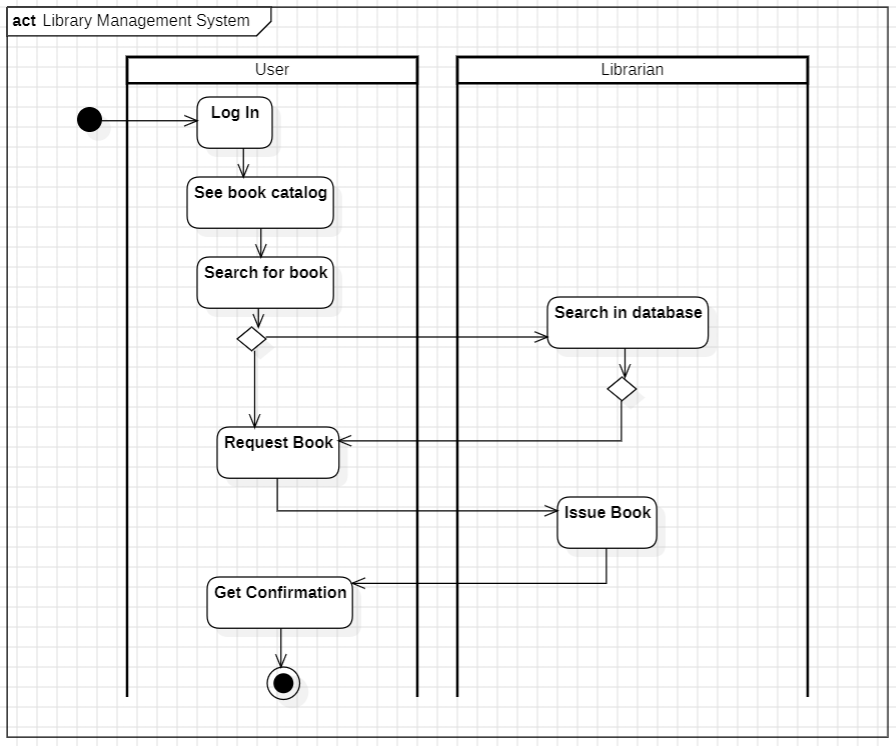 act Library Management System
User
Librarian
Log In
See book catalog
Search for book
Search in database
Request Book
Issue Book
Get Confirmation